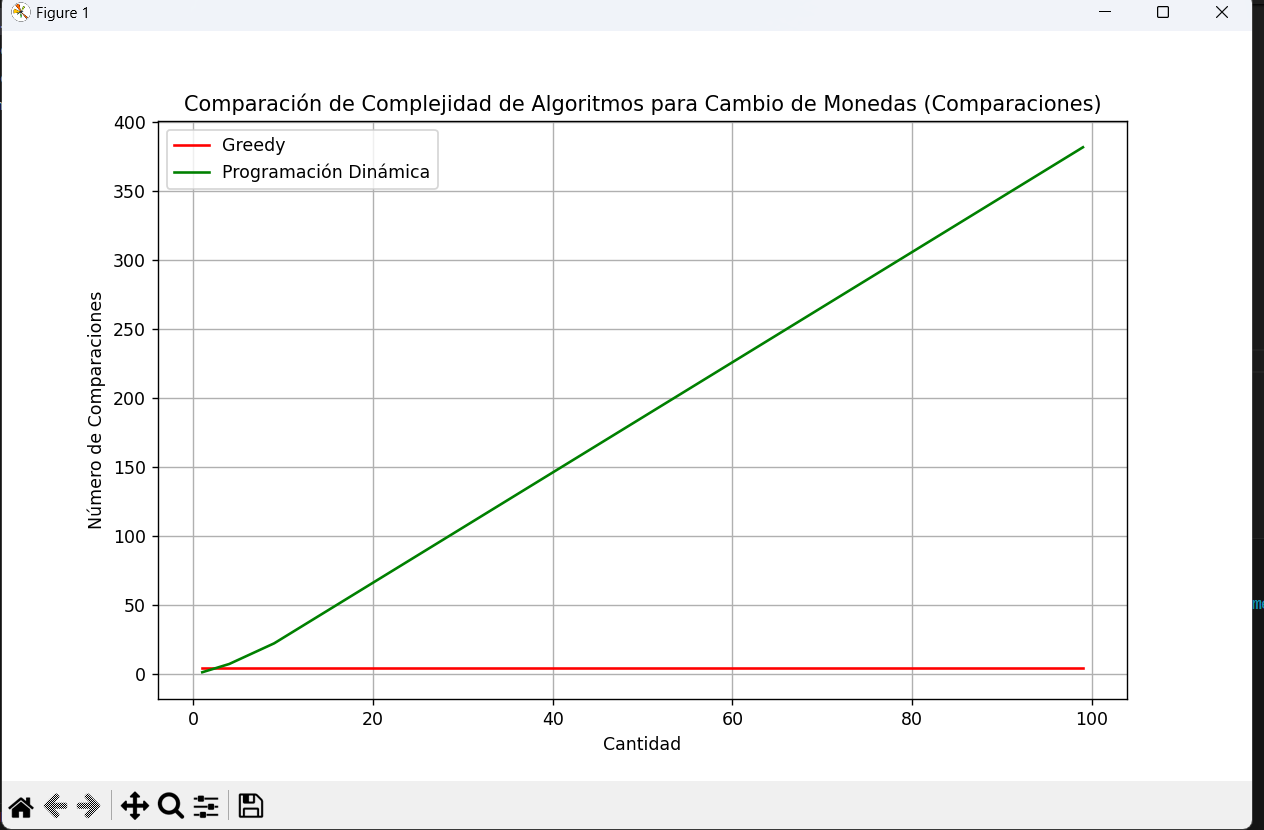 Figure 1
Comparación de Complejidad de Algoritmos para Cambio de Monedas (Comparaciones)
Greedy
Programación Dinámica
400
350
300
250
200
150
100
50
0
Número de Comparaciones
0 20 40 60 80 100
Cantidad